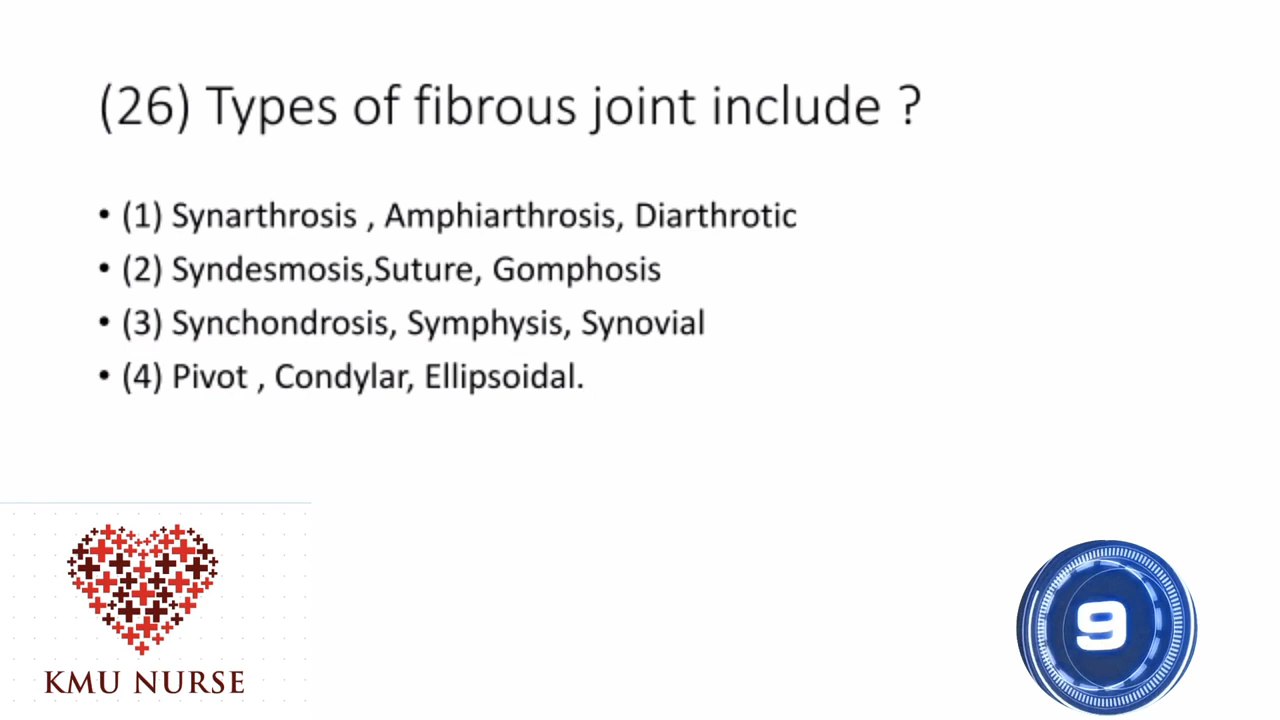 (26) Types of fibrous joint include ?
• (1) Synarthrosis , Amphiarthrosis, Diarthrotic
• (2) Syndesmosis,Suture, Gomphosis
• (3) Synchondrosis, Symphysis, Synovial
• (4) Pivot , Condylar, Ellipsoidal.
KMU NURSE
9